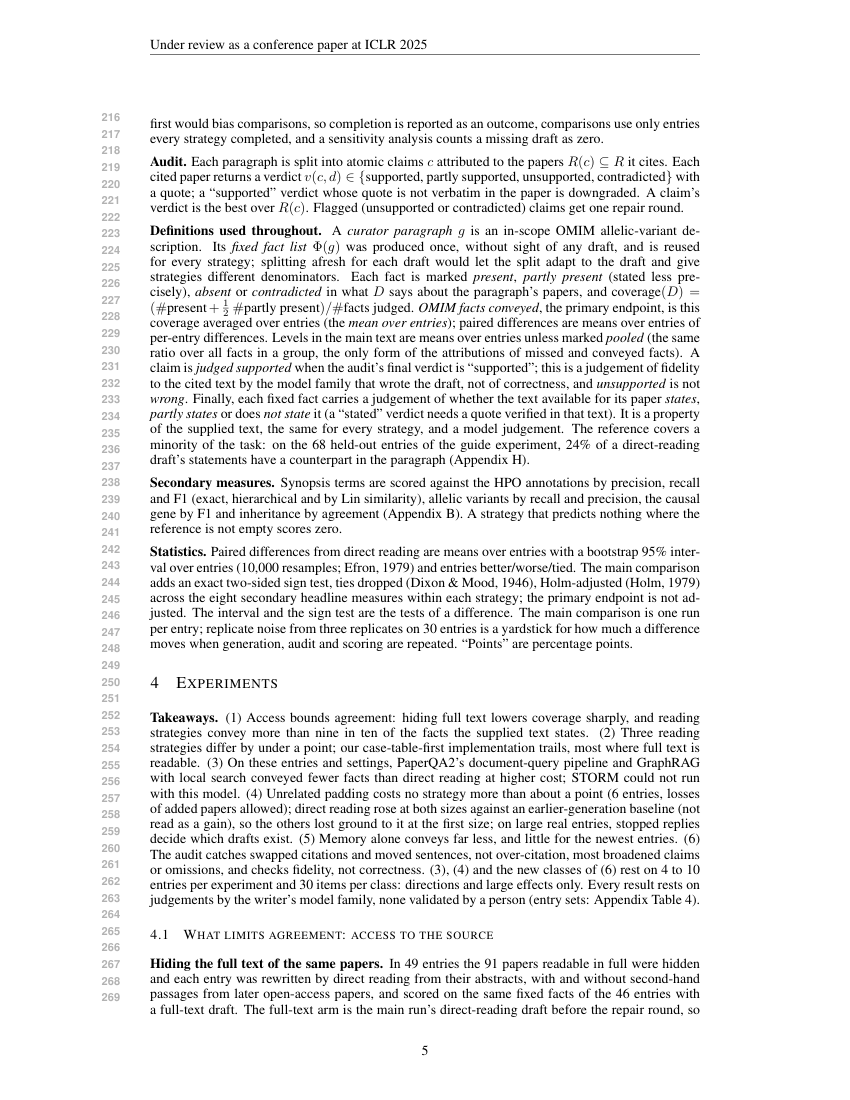 Under review as a conference paper at ICLR 2025
216
217
218
219
220
221
222
223
224
225
226
227
228
229
230
231
232
233
234
235
236
237
238
239
240
241
242
243
244
245
246
247
248
249
250
251
252
253
254
255
256
257
258
259
260
261
262
263
264
265
266
267
268
269
first would bias comparisons, so completion is reported as an outcome, comparisons use only entries
every strategy completed, and a sensitivity analysis counts a missing draft as zero.
Audit. Each paragraph is split into atomic claims c attributed to the papers R(c) ⊆ R it cites. Each
cited paper returns a verdict v(c, d) ∈ {supported, partly supported, unsupported, contradicted} with
a quote; a “supported” verdict whose quote is not verbatim in the paper is downgraded. A claim’s
verdict is the best over R(c). Flagged (unsupported or contradicted) claims get one repair round.
Definitions used throughout. A curator paragraph g is an in-scope OMIM allelic-variant de-
scription. Its fixed fact list Φ(g) was produced once, without sight of any draft, and is reused
for every strategy; splitting afresh for each draft would let the split adapt to the draft and give
strategies different denominators. Each fact is marked present, partly present (stated less pre-
cisely), absent or contradicted in what D says about the paragraph’s papers, and coverage(D) =
(#present + ½ #partly present)/#facts judged. OMIM facts conveyed, the primary endpoint, is this
coverage averaged over entries (the mean over entries); paired differences are means over entries of
per-entry differences. Levels in the main text are means over entries unless marked pooled (the same
ratio over all facts in a group, the only form of the attributions of missed and conveyed facts). A
claim is judged supported when the audit’s final verdict is “supported”; this is a judgement of fidelity
to the cited text by the model family that wrote the draft, not of correctness, and unsupported is not
wrong. Finally, each fixed fact carries a judgement of whether the text available for its paper states,
partly states or does not state it (a “stated” verdict needs a quote verified in that text). It is a property
of the supplied text, the same for every strategy, and a model judgement. The reference covers a
minority of the task: on the 68 held-out entries of the guide experiment, 24% of a direct-reading
draft’s statements have a counterpart in the paragraph (Appendix H).
Secondary measures. Synopsis terms are scored against the HPO annotations by precision, recall
and F1 (exact, hierarchical and by Lin similarity), allelic variants by recall and precision, the causal
gene by F1 and inheritance by agreement (Appendix B). A strategy that predicts nothing where the
reference is not empty scores zero.
Statistics. Paired differences from direct reading are means over entries with a bootstrap 95% inter-
val over entries (10,000 resamples; Efron, 1979) and entries better/worse/tied. The main comparison
adds an exact two-sided sign test, ties dropped (Dixon & Mood, 1946), Holm-adjusted (Holm, 1979)
across the eight secondary headline measures within each strategy; the primary endpoint is not ad-
justed. The interval and the sign test are the tests of a difference. The main comparison is one run
per entry; replicate noise from three replicates on 30 entries is a yardstick for how much a difference
moves when generation, audit and scoring are repeated. “Points” are percentage points.
4 EXPERIMENTS
Takeaways. (1) Access bounds agreement: hiding full text lowers coverage sharply, and reading
strategies convey more than nine in ten of the facts the supplied text states. (2) Three reading
strategies differ by under a point; our case-table-first implementation trails, most where full text is
readable. (3) On these entries and settings, PaperQA2’s document-query pipeline and GraphRAG
with local search conveyed fewer facts than direct reading at higher cost; STORM could not run
with this model. (4) Unrelated padding costs no strategy more than about a point (6 entries, losses
of added papers allowed); direct reading rose at both sizes against an earlier-generation baseline (not
read as a gain), so the others lost ground to it at the first size; on large real entries, stopped replies
decide which drafts exist. (5) Memory alone conveys far less, and little for the newest entries. (6)
The audit catches swapped citations and moved sentences, not over-citation, most broadened claims
or omissions, and checks fidelity, not correctness. (3), (4) and the new classes of (6) rest on 4 to 10
entries per experiment and 30 items per class: directions and large effects only. Every result rests on
judgements by the writer’s model family, none validated by a person (entry sets: Appendix Table 4).
4.1 WHAT LIMITS AGREEMENT: ACCESS TO THE SOURCE
Hiding the full text of the same papers. In 49 entries the 91 papers readable in full were hidden
and each entry was rewritten by direct reading from their abstracts, with and without second-hand
passages from later open-access papers, and scored on the same fixed facts of the 46 entries with
a full-text draft. The full-text arm is the main run’s direct-reading draft before the repair round, so
5